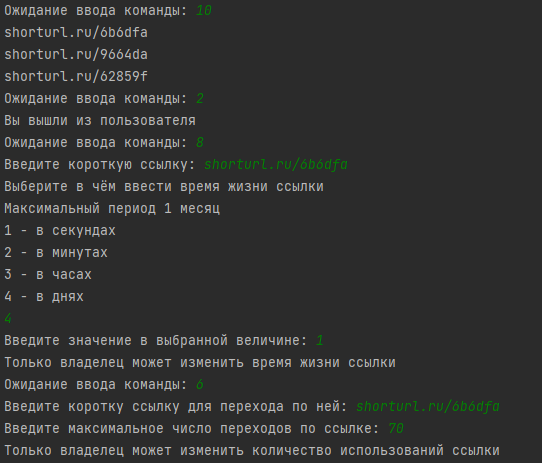 Ожидание ввода команды: 10
shorturl.ru/6b6dfa
shorturl.ru/9664da
shorturl.ru/62859f
Ожидание ввода команды: 2
Вы вышли из пользователя
Ожидание ввода команды: 8
Введите короткую ссылку: shorturl.ru/6b6dfa
Выберите в чём ввести время жизни ссылки
Максимальный период 1 месяц
1 - в секундах
2 - в минутах
3 - в часах
4 - в днях
4
Введите значение в выбранной величине: 1
Только владелец может изменить время жизни ссылки
Ожидание ввода команды: 6
Введите коротку ссылку для перехода по ней: shorturl.ru/6b6dfa
Введите максимальное число переходов по ссылке: 70
Только владелец может изменить количество использований ссылки